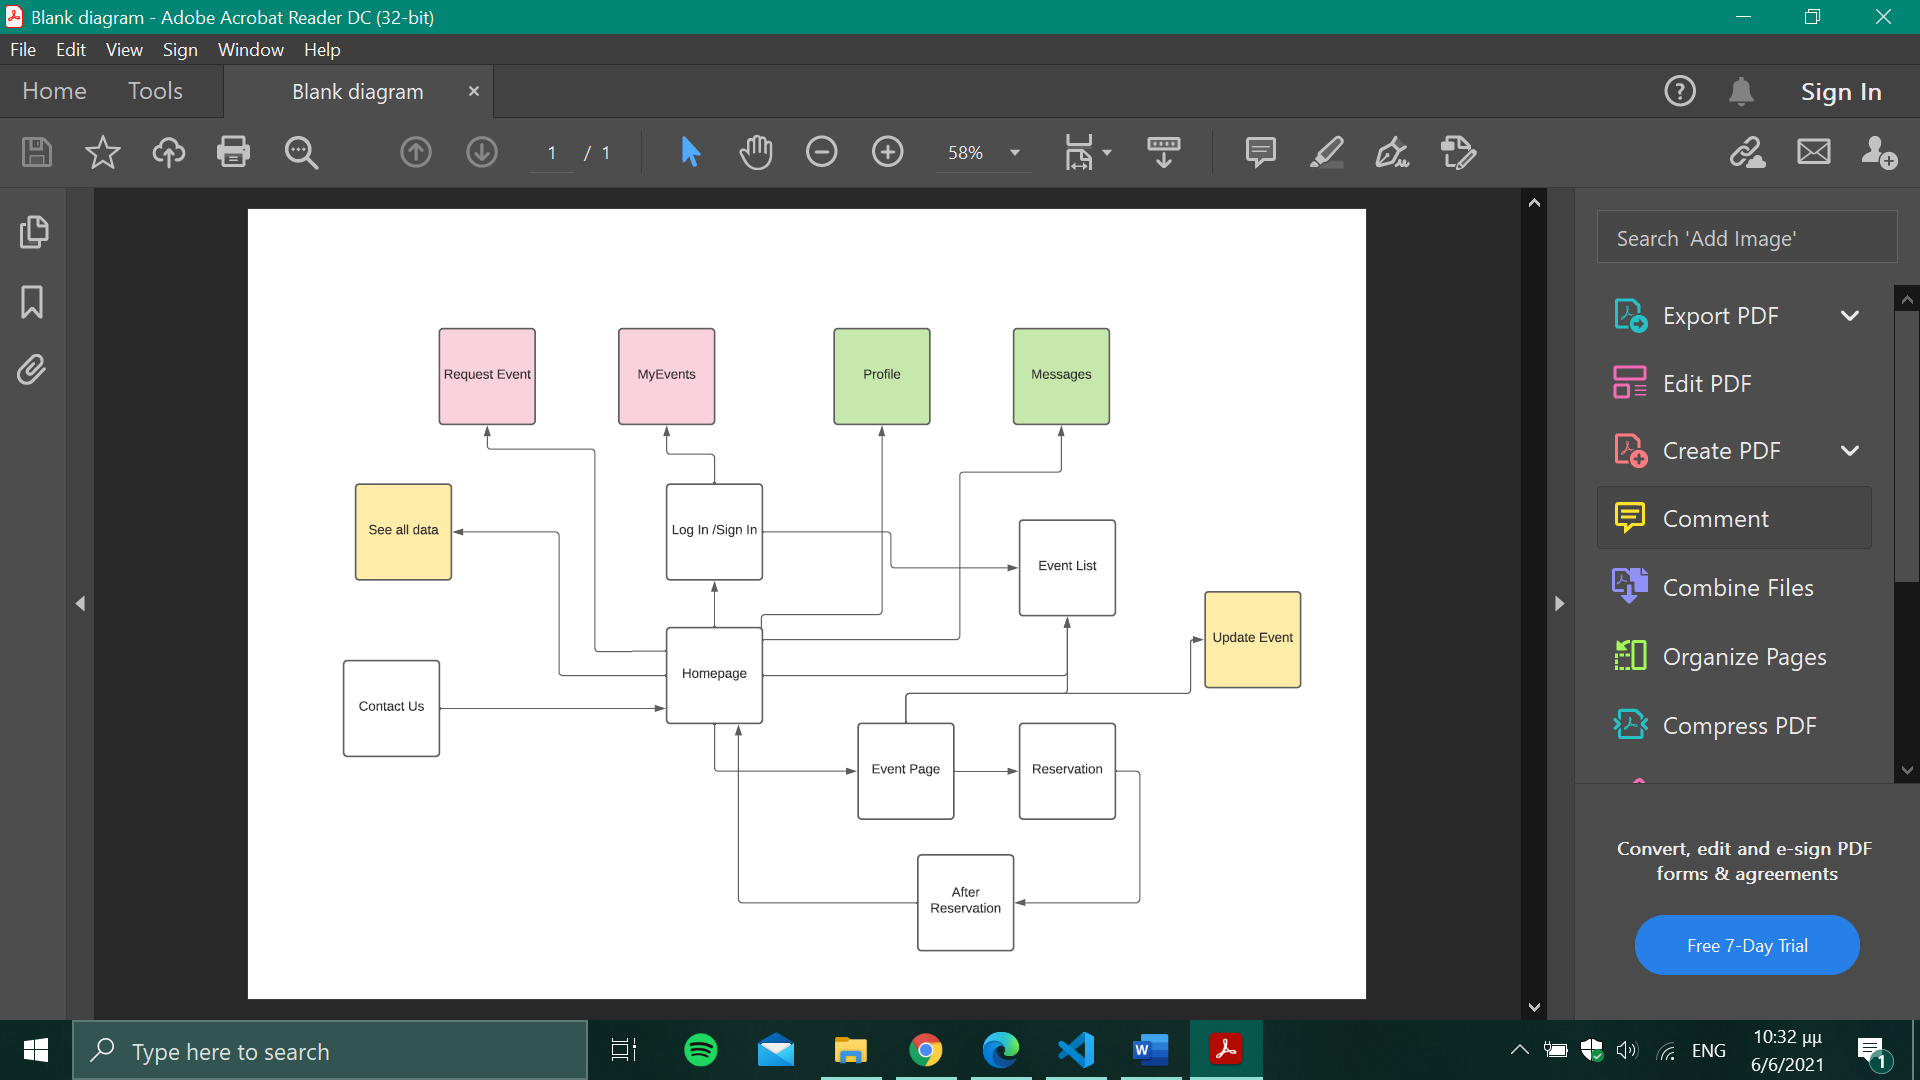 Blank diagram - Adobe Acrobat Reader DC (32-bit)
File Edit View Sign Window Help
Home Tools Blank diagram Sign In
1 / 1 58%
Search 'Add Image'
Export PDF
Edit PDF
Create PDF
Comment
Combine Files
Organize Pages
Compress PDF
Convert, edit and e-sign PDF
forms & agreements
Free 7-Day Trial
Request Event
MyEvents
Profile
Messages
See all data
Log In /Sign In
Event List
Update Event
Homepage
Contact Us
Event Page
Reservation
After
Reservation
Type here to search
W
ENG
10:32 μμ
6/6/2021
1